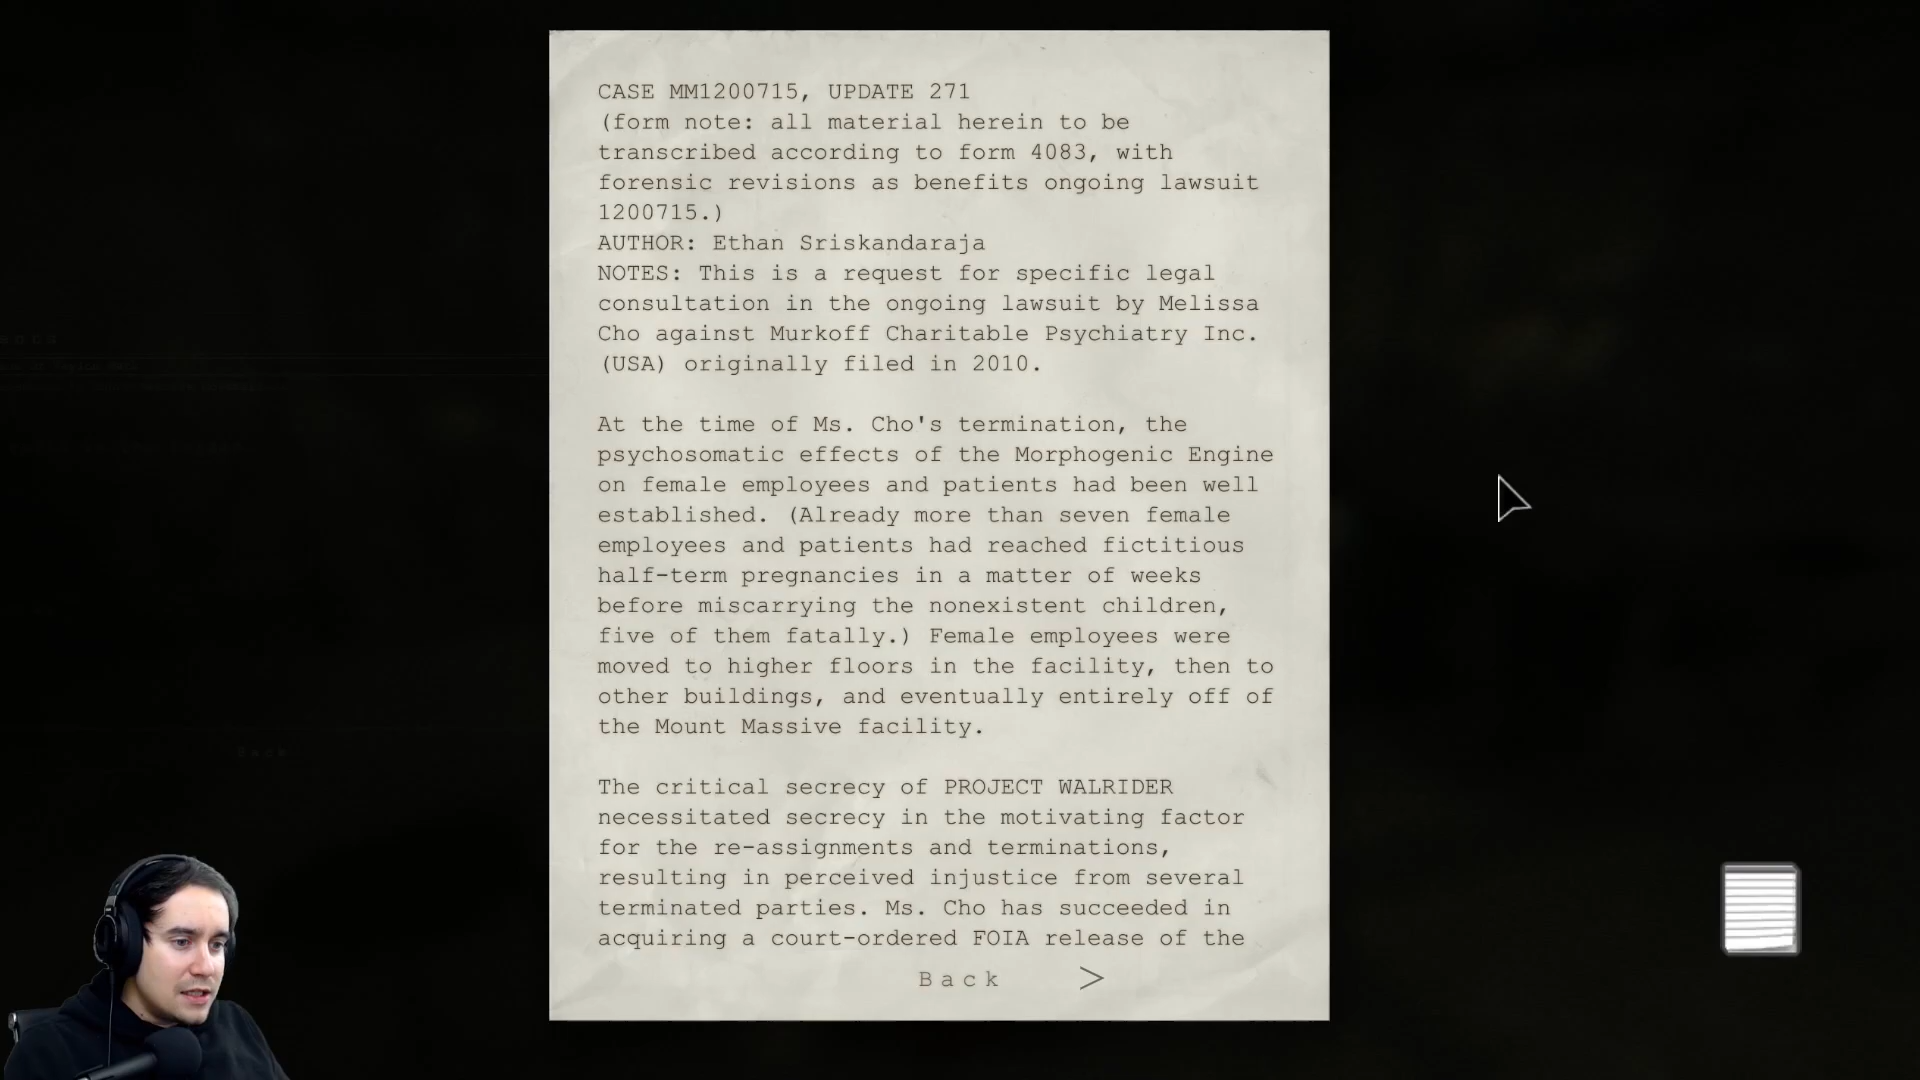 CASE MM1200715, UPDATE 271
(form note: all material herein to be
transcribed according to form 4083, with
forensic revisions as benefits ongoing lawsuit
1200715.)
AUTHOR: Ethan Sriskandaraja
NOTES: This is a request for specific legal
consultation in the ongoing lawsuit by Melissa
Cho against Murkoff Charitable Psychiatry Inc.
(USA) originally filed in 2010.
At the time of Ms. Cho's termination, the
psychosomatic effects of the Morphogenic Engine
on female employees and patients had been well
established. (Already more than seven female
employees and patients had reached fictitious
half-term pregnancies in a matter of weeks
before miscarrying the nonexistent children,
five of them fatally.) Female employees were
moved to higher floors in the facility, then to
other buildings, and eventually entirely off of
the Mount Massive facility.
The critical secrecy of PROJECT WALRIDER
necessitated secrecy in the motivating factor
for the re-assignments and terminations,
resulting in perceived injustice from several
terminated parties. Ms. Cho has succeeded in
acquiring a court-ordered FOIA release of the
Back >
Back